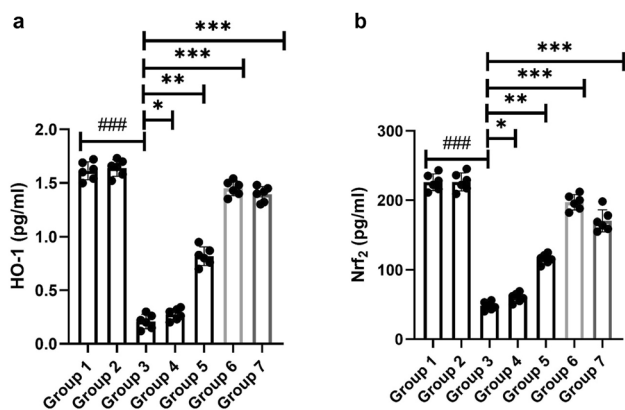 a
***
***
**
*
###
2.0
1.5
1.0
0.5
0.0
HO-1 (pg/ml)
Group 1
Group 2
Group 3
Group 4
Group 5
Group 6
Group 7
b
***
***
**
*
###
300
200
100
0
Nrf₂ (pg/ml)
Group 1
Group 2
Group 3
Group 4
Group 5
Group 6
Group 7